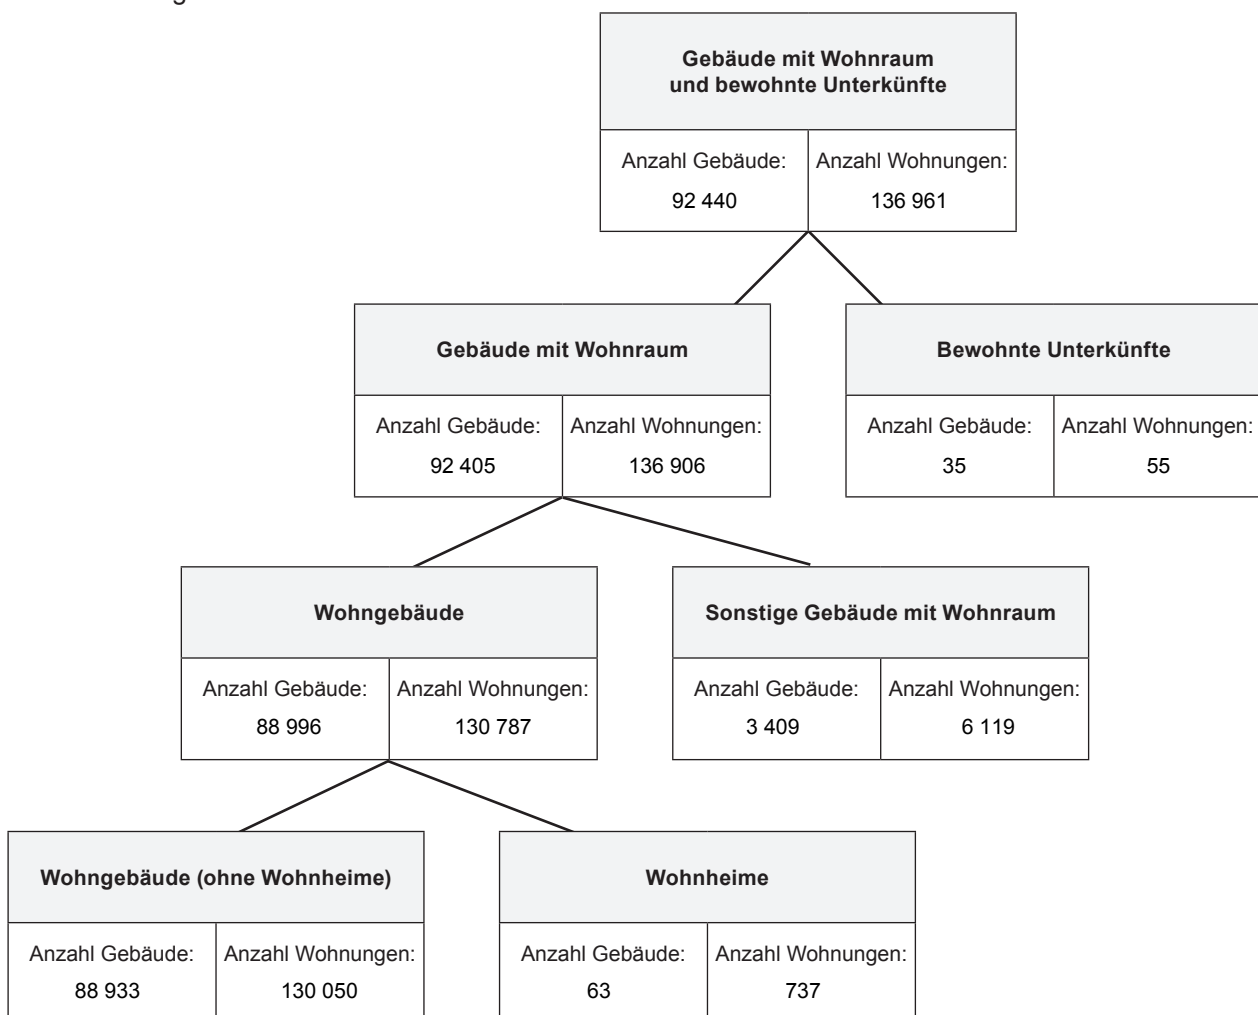 Gebäude mit Wohnraum
und bewohnte Unterkünfte
Anzahl Gebäude: Anzahl Wohnungen:
92 440 136 961
Gebäude mit Wohnraum
Anzahl Gebäude: Anzahl Wohnungen:
92 405 136 906
Bewohnte Unterkünfte
Anzahl Gebäude: Anzahl Wohnungen:
35 55
Wohngebäude
Anzahl Gebäude: Anzahl Wohnungen:
88 996 130 787
Sonstige Gebäude mit Wohnraum
Anzahl Gebäude: Anzahl Wohnungen:
3 409 6 119
Wohngebäude (ohne Wohnheime)
Anzahl Gebäude: Anzahl Wohnungen:
88 933 130 050
Wohnheime
Anzahl Gebäude: Anzahl Wohnungen:
63 737